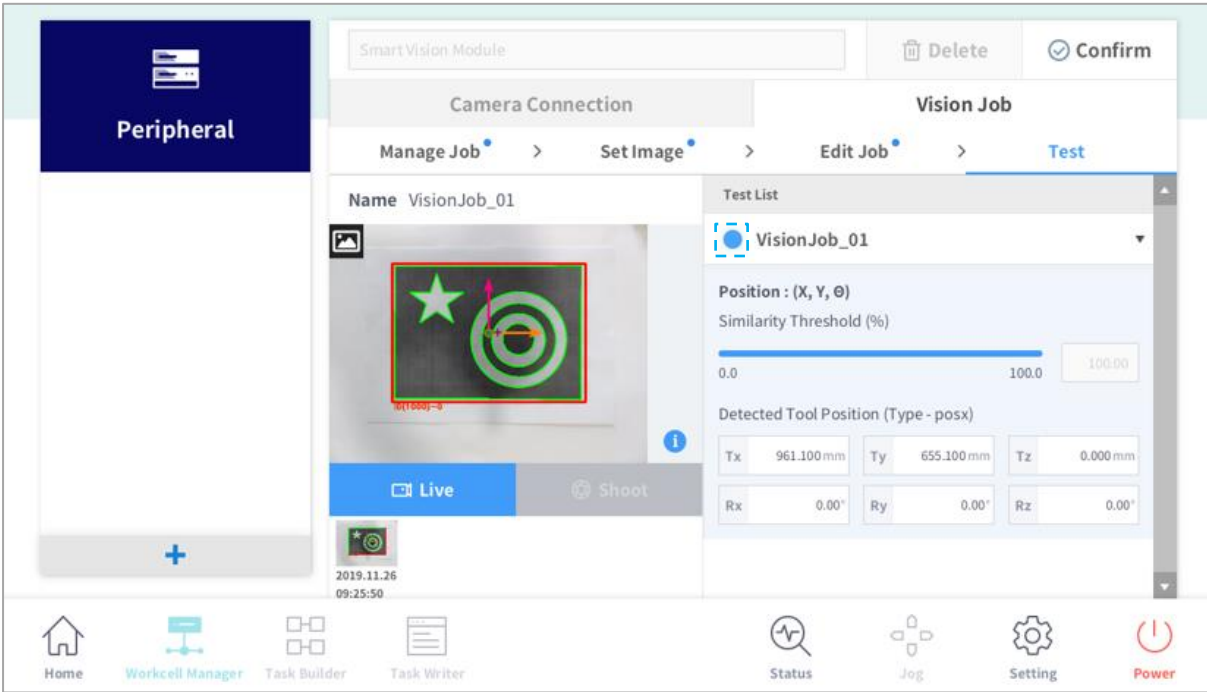 Peripheral
Smart Vision Module
Delete
Confirm
Camera Connection
Vision Job
Manage Job > Set Image > Edit Job > Test
Name VisionJob_01
0(1000)~0
i
Live
Shoot
2019.11.26
09:25:50
Test List
VisionJob_01
Position : (X, Y, Θ)
Similarity Threshold (%)
0.0 100.0 100.00
Detected Tool Position (Type - posx)
Tx 961.100 mm Ty 655.100 mm Tz 0.000 mm
Rx 0.00° Ry 0.00° Rz 0.00°
+
Home
Workcell Manager
Task Builder
Task Writer
Status
Jog
Setting
Power